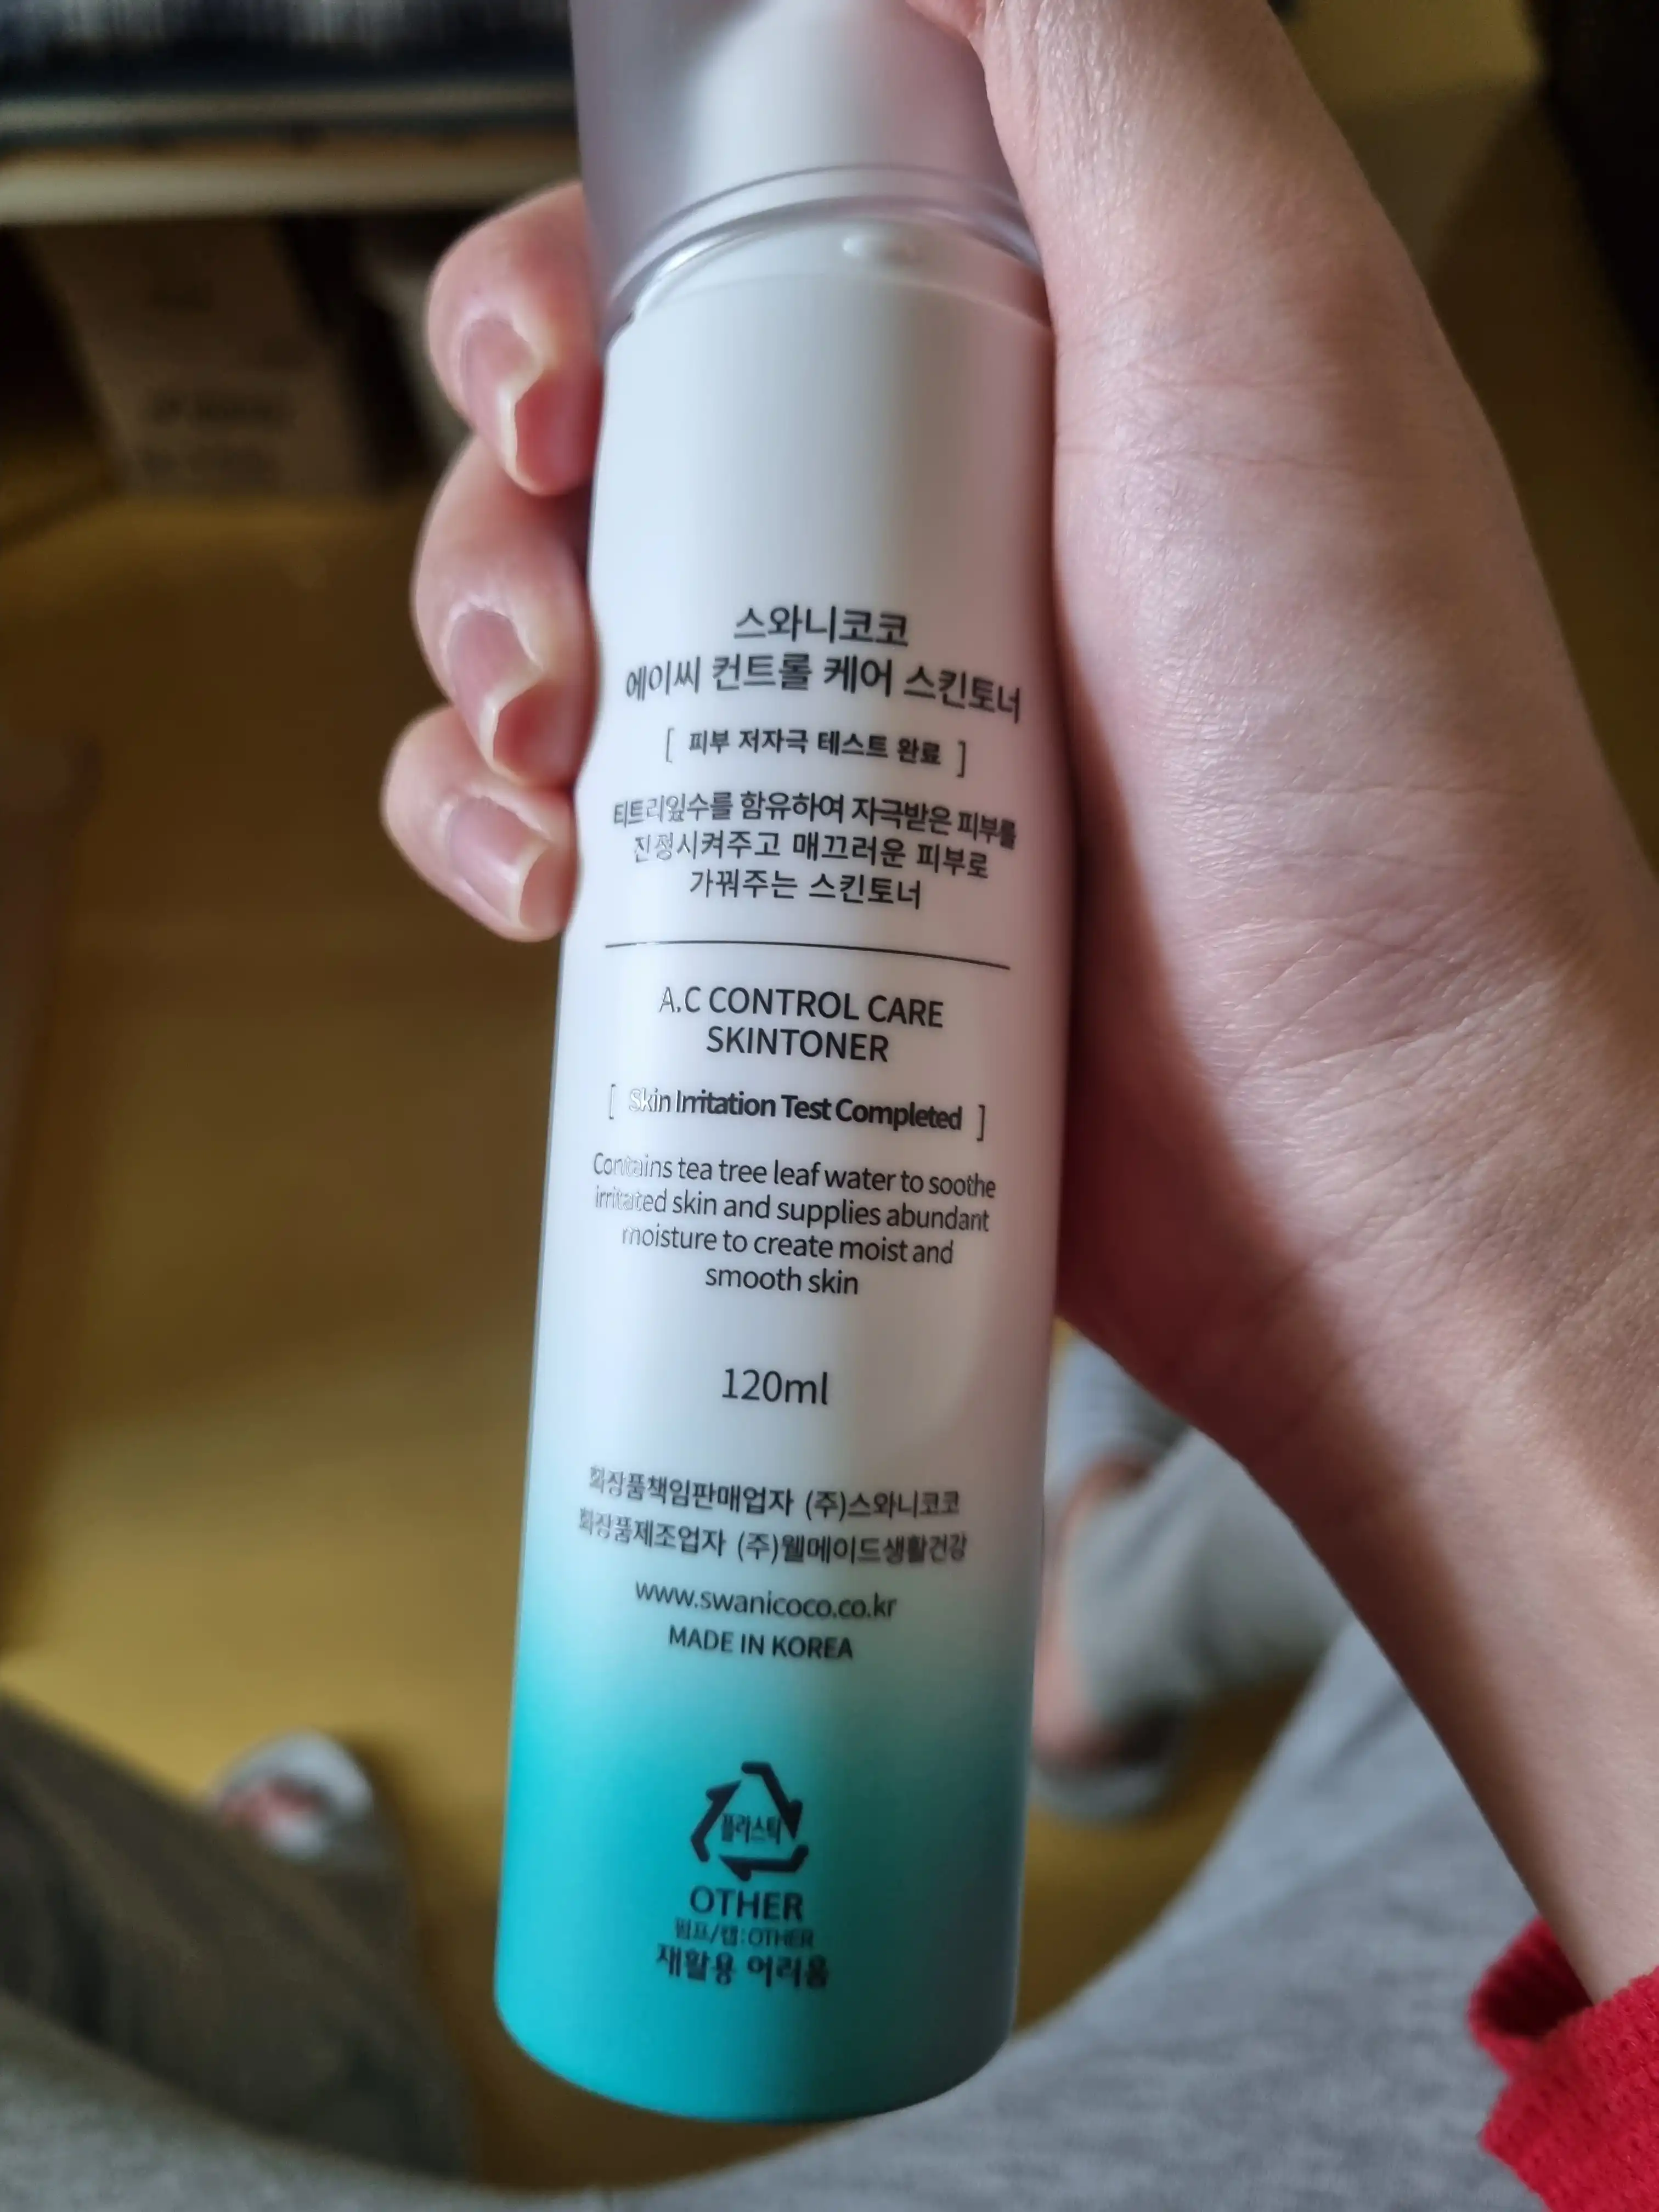 스와니코코
에이씨 컨트롤 케어 스킨토너
[ 피부 저자극 테스트 완료 ]
티트리잎수를 함유하여 자극받은 피부를
진정시켜주고 매끄러운 피부로
가꿔주는 스킨토너
A.C CONTROL CARE
SKINTONER
[ Skin Irritation Test Completed ]
Contains tea tree leaf water to soothe
irritated skin and supplies abundant
moisture to create moist and
smooth skin
120ml
화장품책임판매업자 (주)스와니코코
화장품제조업자 (주)웰메이드생활건강
www.swanicoco.co.kr
MADE IN KOREA
플라스틱
OTHER
펌프/캡:OTHER
재활용 어려움